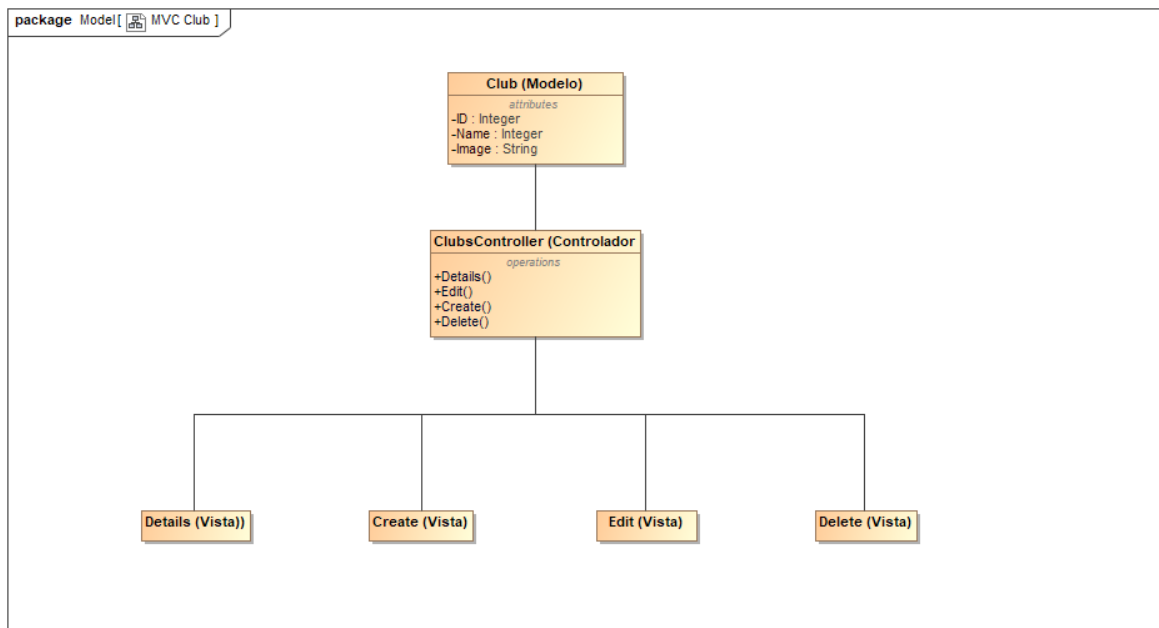 package Model[ MVC Club ]
Club (Modelo)
attributes
-ID : Integer
-Name : Integer
-Image : String
ClubsController (Controlador
operations
+Details()
+Edit()
+Create()
+Delete()
Details (Vista)) Create (Vista) Edit (Vista) Delete (Vista)